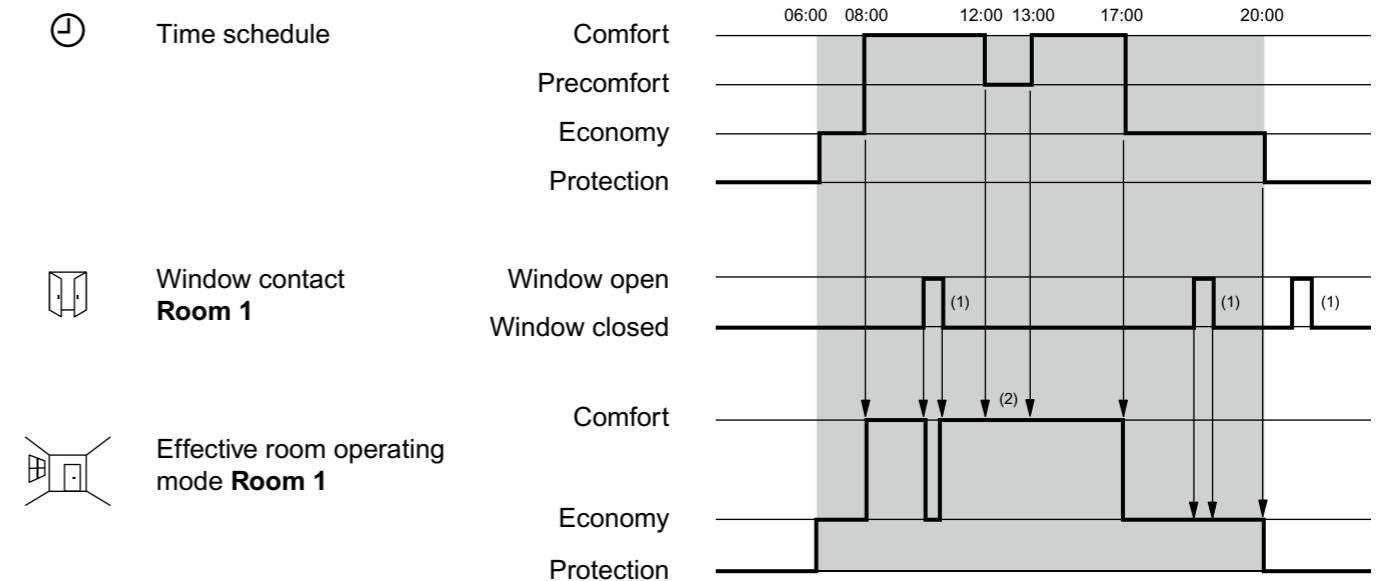 06:00 08:00 12:00 13:00 17:00 20:00
Time schedule
Comfort
Precomfort
Economy
Protection
Window contact
Room 1
Window open
Window closed
(1)
(1)
(1)
Effective room operating
mode Room 1
Comfort
(2)
Economy
Protection